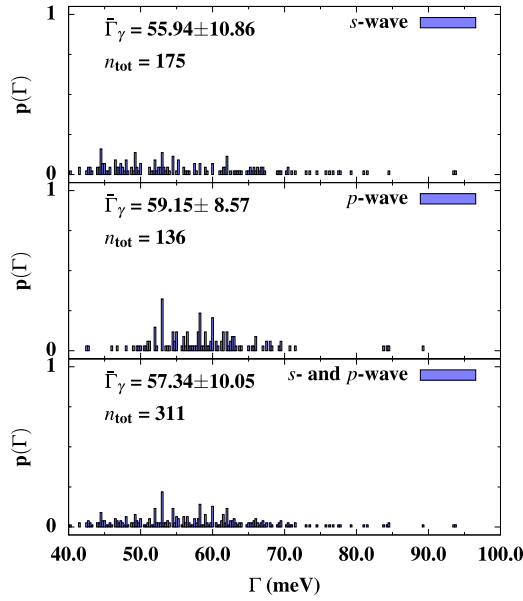 1
Γ̄γ = 55.94±10.86
s-wave
ntot = 175
p(Γ)
0
1
Γ̄γ = 59.15± 8.57
p-wave
ntot = 136
p(Γ)
0
1
Γ̄γ = 57.34±10.05
s- and p-wave
ntot = 311
p(Γ)
0
40.0 50.0 60.0 70.0 80.0 90.0 100.0
Γ (meV)